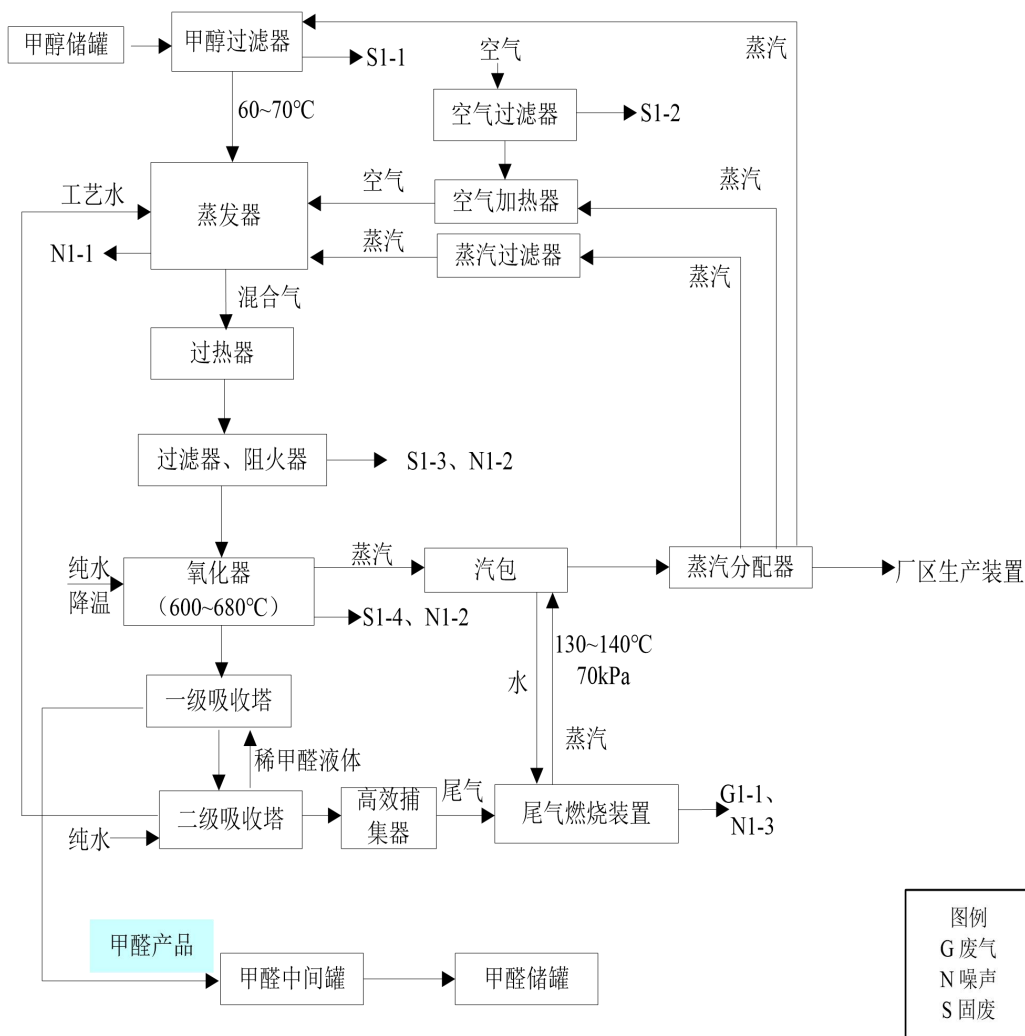 甲醇储罐
甲醇过滤器
S1-1
蒸汽
空气
60~70℃
空气过滤器
S1-2
工艺水
蒸发器
空气
空气加热器
蒸汽
N1-1
蒸汽
蒸汽过滤器
蒸汽
混合气
过热器
过滤器、阻火器
S1-3、N1-2
纯水
降温
氧化器
（600~680℃）
蒸汽
汽包
蒸汽分配器
厂区生产装置
S1-4、N1-2
130~140℃
70kPa
水
蒸汽
一级吸收塔
稀甲醛液体
二级吸收塔
纯水
高效捕
集器
尾气
尾气燃烧装置
G1-1、
N1-3
甲醛产品
甲醛中间罐
甲醛储罐
图例
G 废气
N 噪声
S 固废